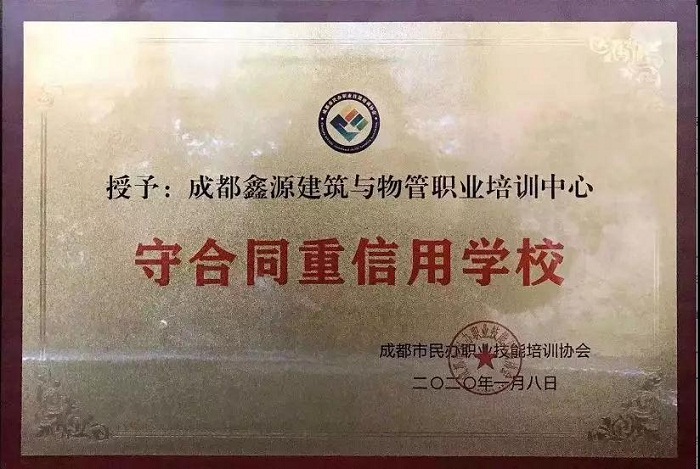 授予：成都鑫源建筑与物管职业培训中心
守合同重信用学校
成都市民办职业技能培训协会
二〇二〇年一月八日